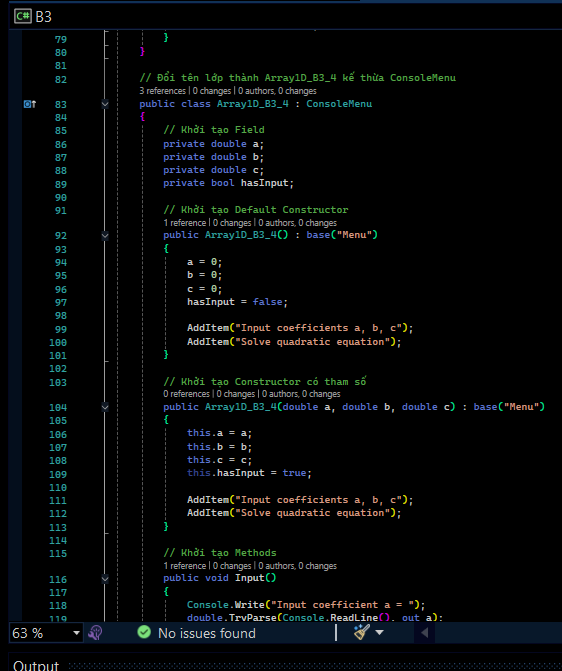 C# B3
79 }
80 }
81
82 // Đổi tên lớp thành Array1D_B3_4 kế thừa ConsoleMenu
3 references | 0 changes | 0 authors, 0 changes
83 public class Array1D_B3_4 : ConsoleMenu
84 {
85 // Khởi tạo Field
86 private double a;
87 private double b;
88 private double c;
89 private bool hasInput;
90
91 // Khởi tạo Default Constructor
1 reference | 0 changes | 0 authors, 0 changes
92 public Array1D_B3_4() : base("Menu")
93 {
94 a = 0;
95 b = 0;
96 c = 0;
97 hasInput = false;
98
99 AddItem("Input coefficients a, b, c");
100 AddItem("Solve quadratic equation");
101 }
102
103 // Khởi tạo Constructor có tham số
0 references | 0 changes | 0 authors, 0 changes
104 public Array1D_B3_4(double a, double b, double c) : base("Menu")
105 {
106 this.a = a;
107 this.b = b;
108 this.c = c;
109 this.hasInput = true;
110
111 AddItem("Input coefficients a, b, c");
112 AddItem("Solve quadratic equation");
113 }
114
115 // Khởi tạo Methods
1 reference | 0 changes | 0 authors, 0 changes
116 public void Input()
117 {
118 Console.Write("Input coefficient a = ");
119 double.TryParse(Console.ReadLine(), out a);
63 % No issues found
Output